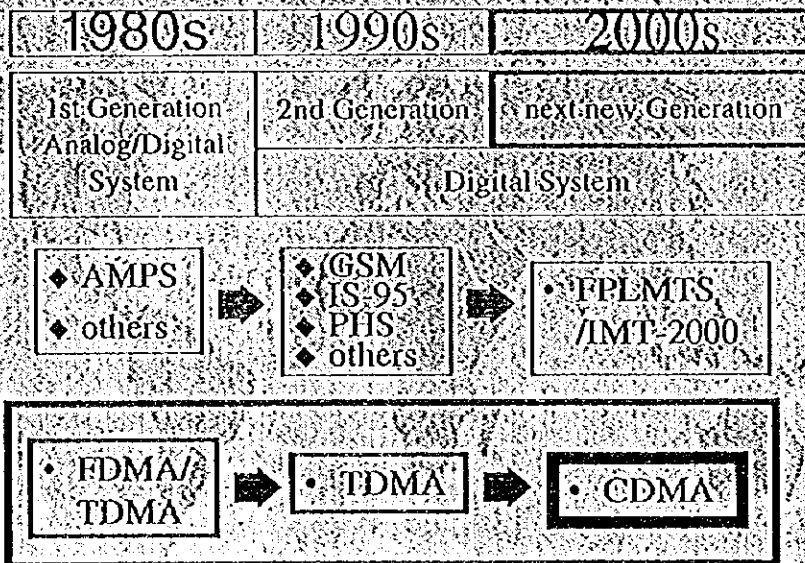 1980s
1990s
2000s
1st Generation
Analog/Digital
System
2nd Generation
next new Generation
Digital System
◆ AMPS
◆ others
◆ GSM
◆ IS-95
◆ PHS
◆ others
• FPLMTS
/IMT-2000
• FDMA/
TDMA
• TDMA
• CDMA